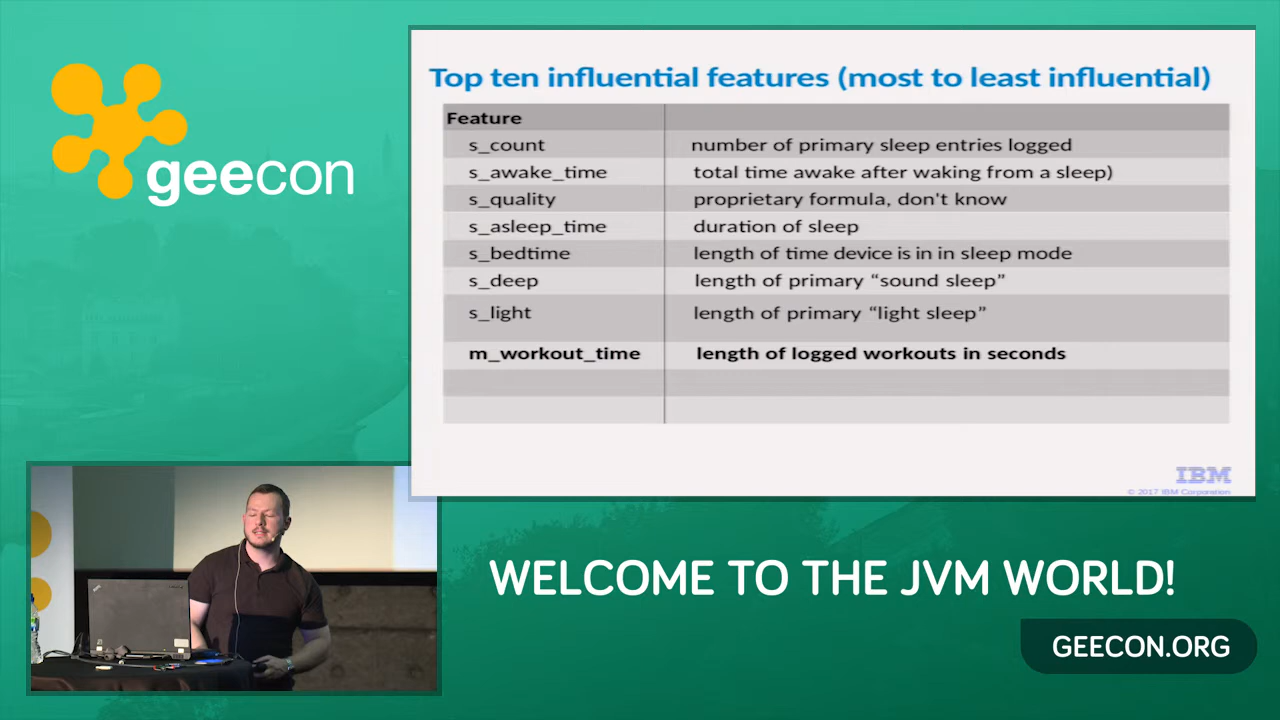 geecon
Top ten influential features (most to least influential)
Feature
s_count number of primary sleep entries logged
s_awake_time total time awake after waking from a sleep)
s_quality proprietary formula, don't know
s_asleep_time duration of sleep
s_bedtime length of time device is in in sleep mode
s_deep length of primary “sound sleep”
s_light length of primary “light sleep”
m_workout_time length of logged workouts in seconds
IBM
© 2017 IBM Corporation
WELCOME TO THE JVM WORLD!
GEECON.ORG